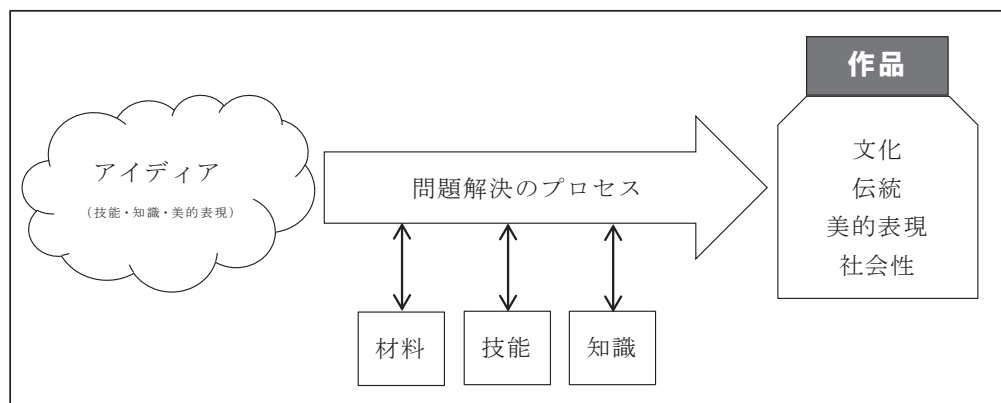 作品
アイディア
(技能・知識・美的表現)
問題解決のプロセス
文化
伝統
美的表現
社会性
材料
技能
知識